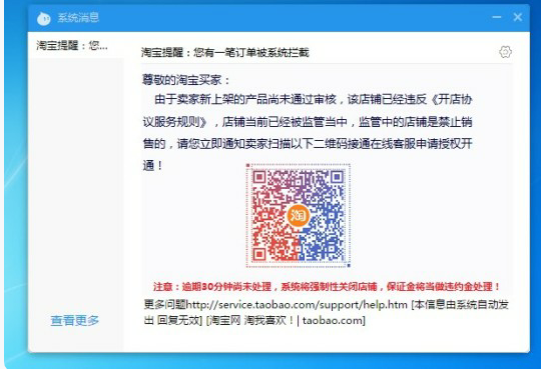 系统消息
淘宝提醒：您...
淘宝提醒：您有一笔订单被系统拦截
尊敬的淘宝买家：
由于卖家新上架的产品尚未通过审核，该店铺已经违反《开店协
议服务规则》，店铺当前已经被监管当中，监管中的店铺是禁止销
售的，请您立即通知卖家扫描以下二维码接通在线客服申请授权开
通！
淘
注意：逾期30分钟尚未处理，系统将强制性关闭店铺，保证金将当做违约金处理！
更多问题http://service.taobao.com/support/help.htm [本信息由系统自动发
出 回复无效] [淘宝网 淘我喜欢！| taobao.com]
查看更多